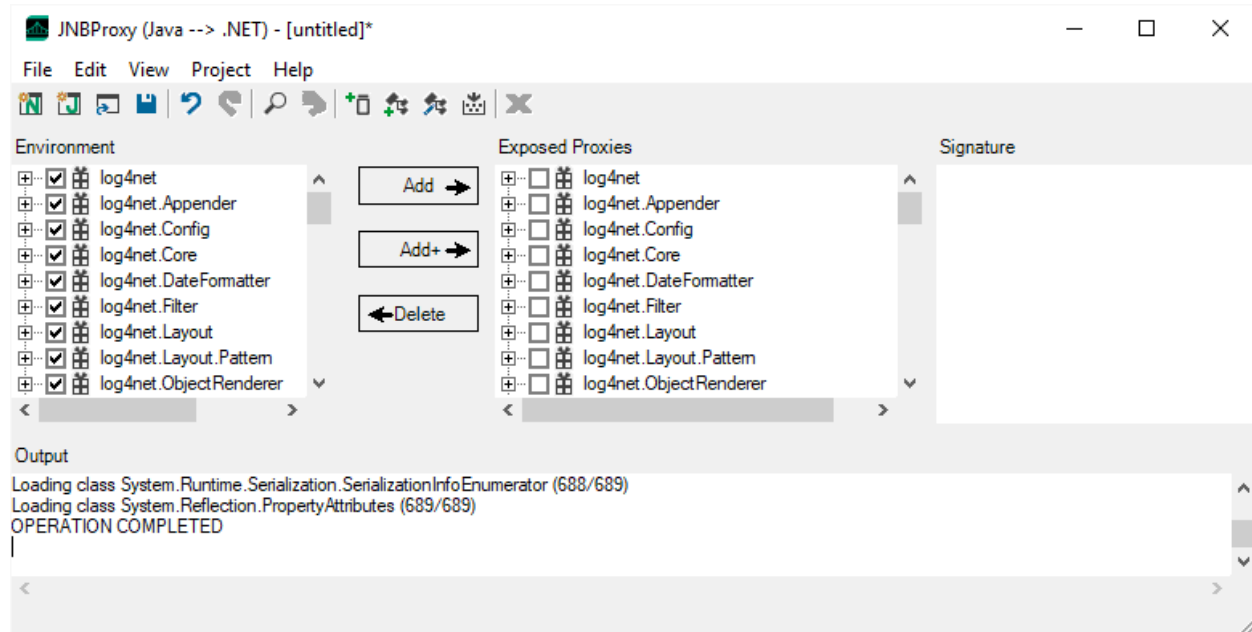 JNBProxy (Java --> .NET) - [untitled]*
File Edit View Project Help
Environment
Exposed Proxies
Signature
log4net
log4net.Appender
log4net.Config
log4net.Core
log4net.DateFormatter
log4net.Filter
log4net.Layout
log4net.Layout.Pattern
log4net.ObjectRenderer
Add
Add+
Delete
log4net
log4net.Appender
log4net.Config
log4net.Core
log4net.DateFormatter
log4net.Filter
log4net.Layout
log4net.Layout.Pattern
log4net.ObjectRenderer
Output
Loading class System.Runtime.Serialization.SerializationInfoEnumerator (688/689)
Loading class System.Reflection.PropertyAttributes (689/689)
OPERATION COMPLETED